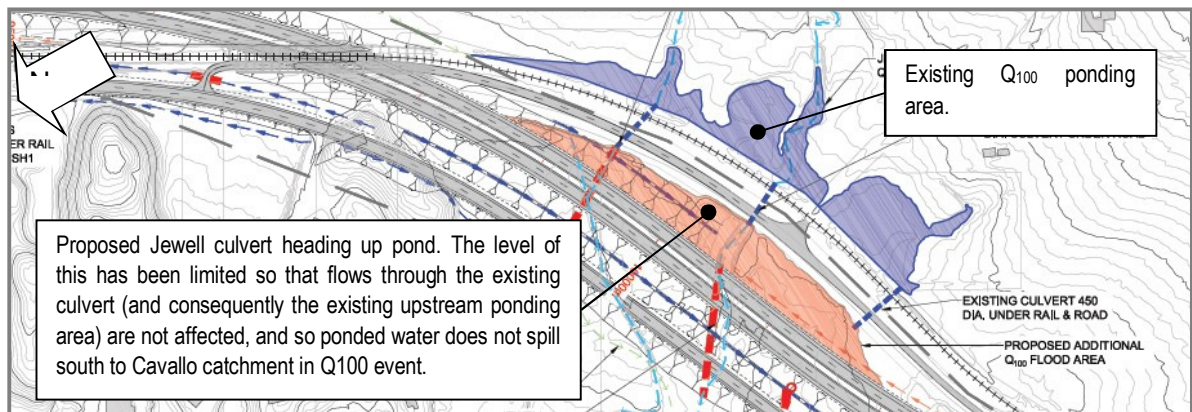 Existing Q100 ponding
area.
ER RAIL
SH1
Proposed Jewell culvert heading up pond. The level of
this has been limited so that flows through the existing
culvert (and consequently the existing upstream ponding
area) are not affected, and so ponded water does not spill
south to Cavallo catchment in Q100 event.
EXISTING CULVERT 450
DIA. UNDER RAIL & ROAD
PROPOSED ADDITIONAL
Q100 FLOOD AREA